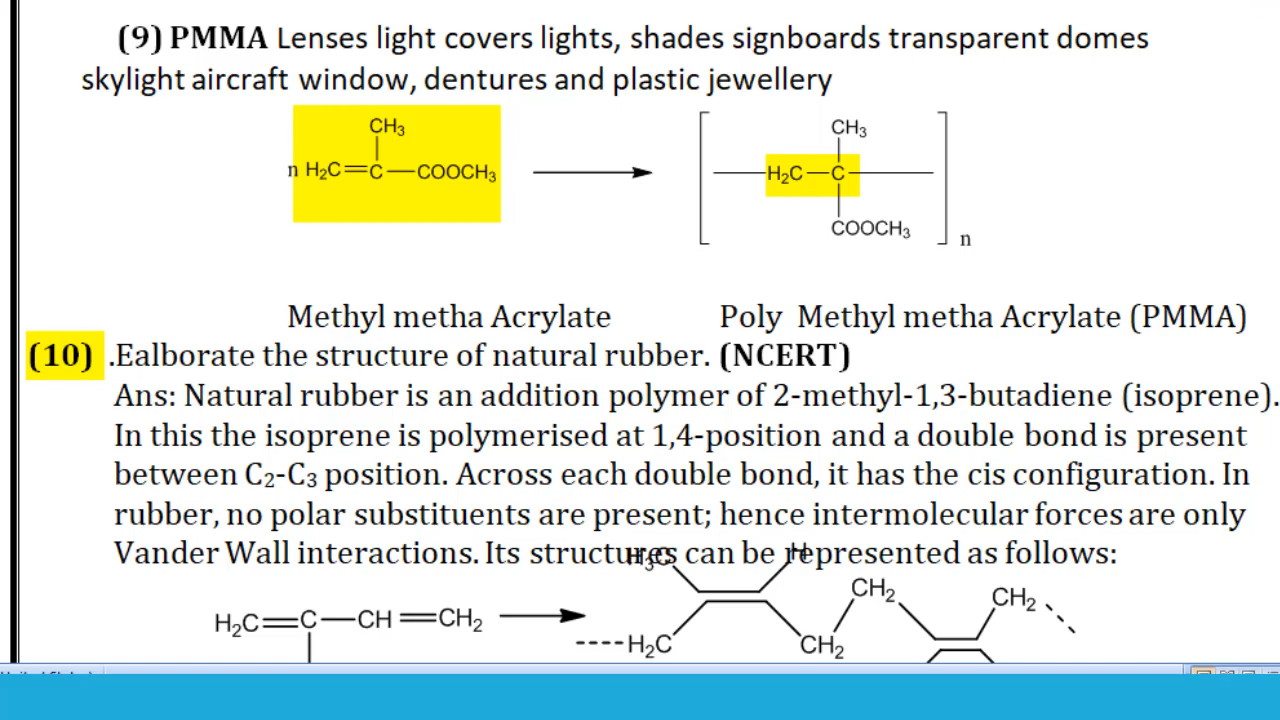 (9) PMMA Lenses light covers lights, shades signboards transparent domes
skylight aircraft window, dentures and plastic jewellery
CH₃
n H₂C=C—COOCH₃
CH₃
H₂C—C
COOCH₃
n
Methyl metha Acrylate Poly Methyl metha Acrylate (PMMA)
(10) .Ealborate the structure of natural rubber. (NCERT)
Ans: Natural rubber is an addition polymer of 2-methyl-1,3-butadiene (isoprene).
In this the isoprene is polymerised at 1,4-position and a double bond is present
between C₂-C₃ position. Across each double bond, it has the cis configuration. In
rubber, no polar substituents are present; hence intermolecular forces are only
Vander Wall interactions. Its structures can be represented as follows:
H₃C H
CH₂ CH₂
H₂C=C—CH=CH₂
H₂C CH₂